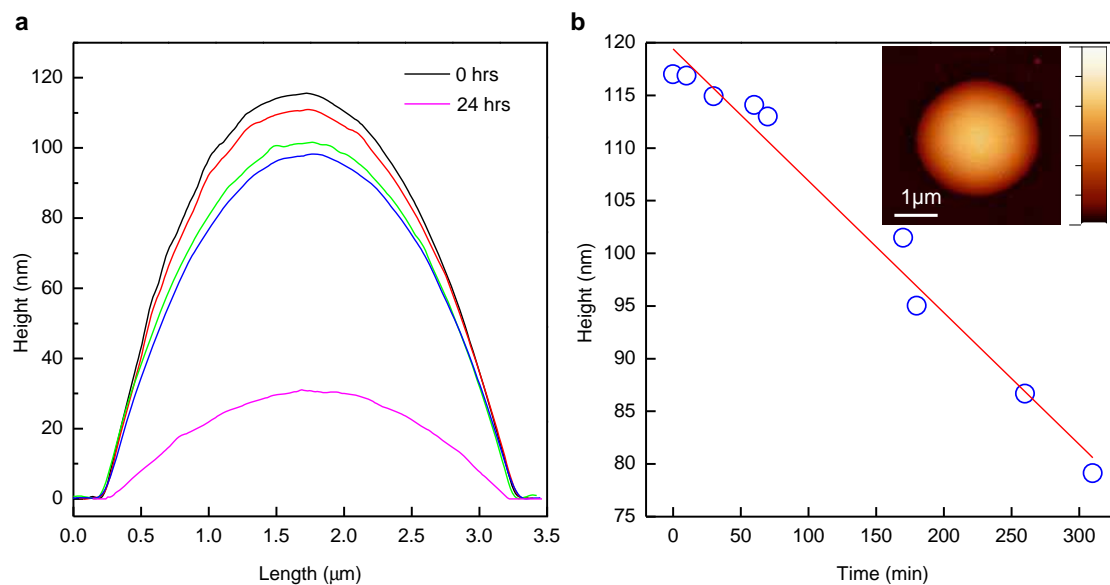 a
120
100
80
60
40
20
0
Height (nm)
0 hrs
24 hrs
0.0 0.5 1.0 1.5 2.0 2.5 3.0 3.5
Length (μm)
b
120
115
110
105
100
95
90
85
80
75
Height (nm)
1μm
0 50 100 150 200 250 300
Time (min)